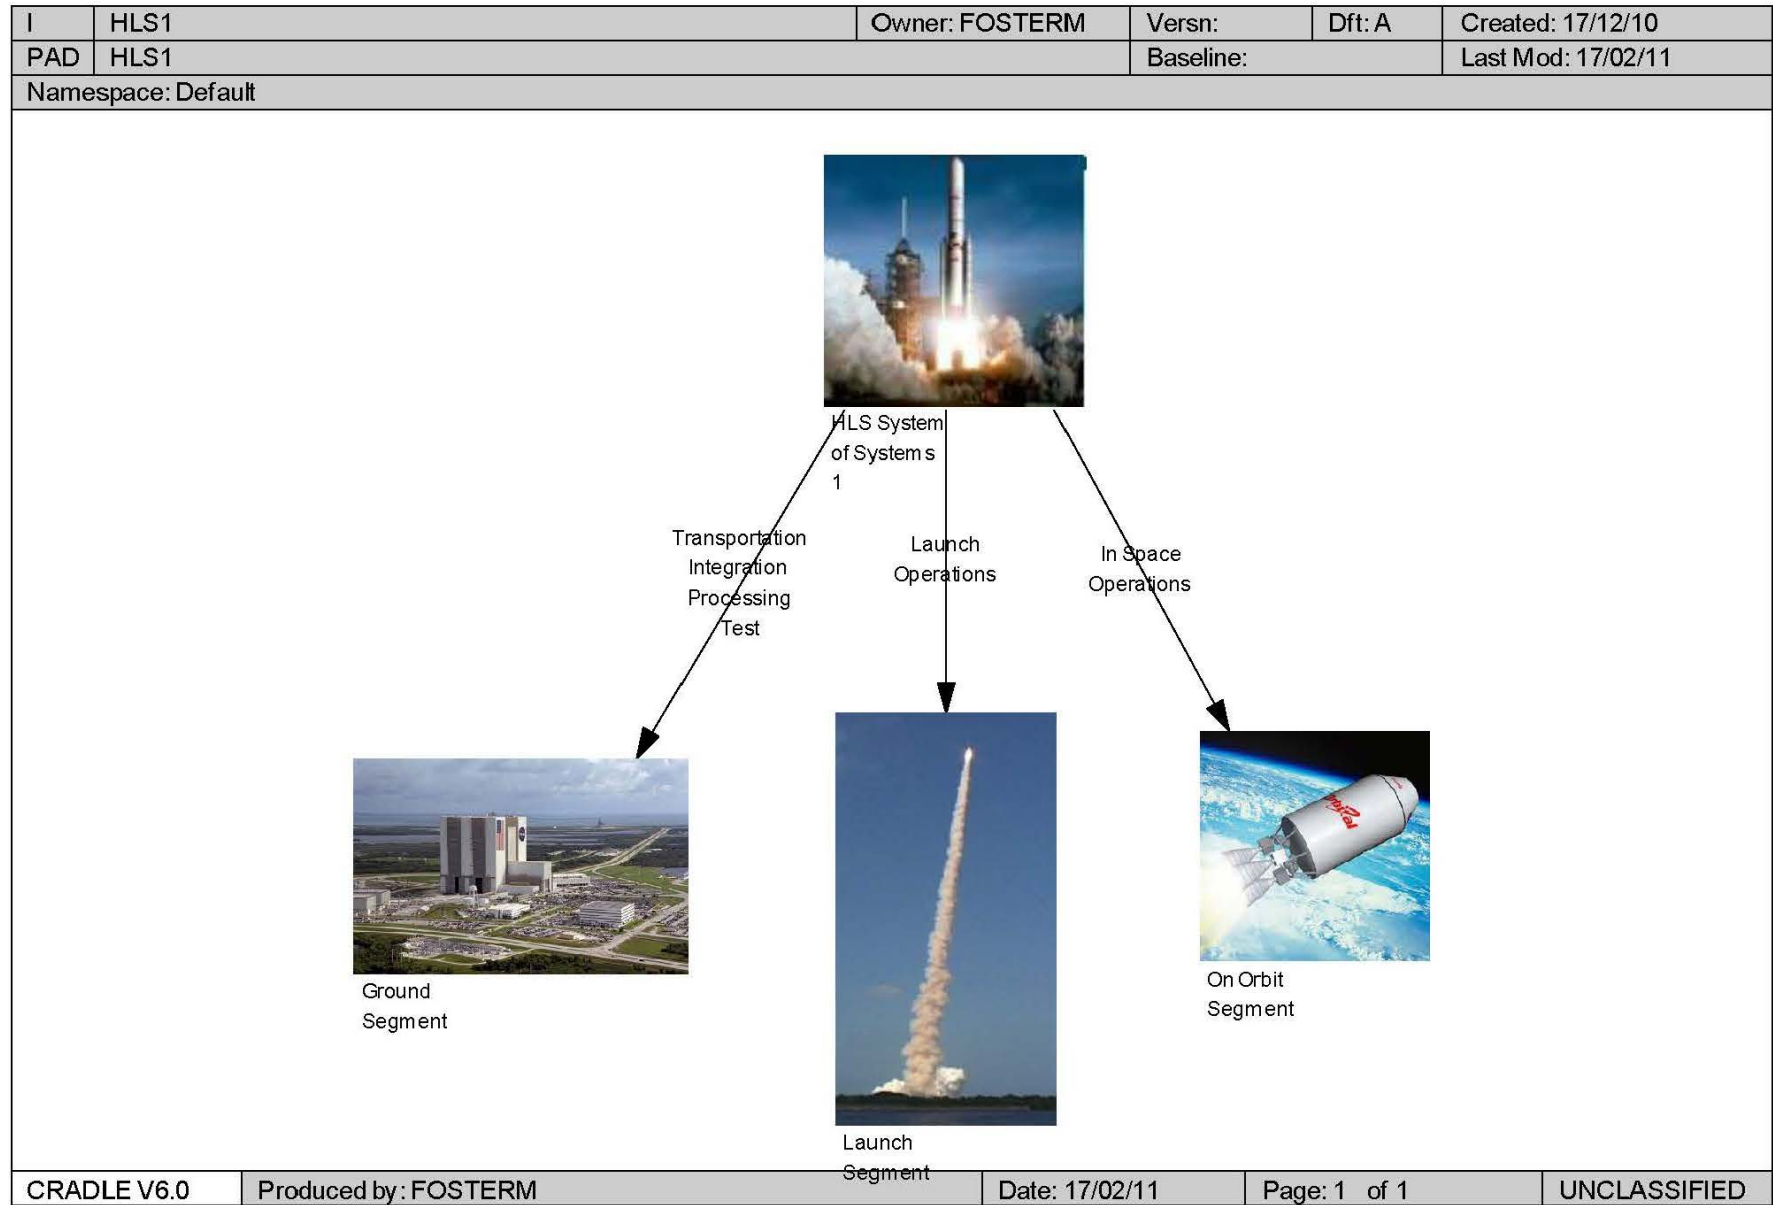 I HLS1 Owner: FOSTERM Versn: Dft: A Created: 17/12/10
PAD HLS1 Baseline: Last Mod: 17/02/11
Namespace: Default
HLS System
of Systems
1
Transportation
Integration
Processing
Test
Launch
Operations
In Space
Operations
Ground
Segment
Launch
Segment
Orbital
On Orbit
Segment
CRADLE V6.0 Produced by: FOSTERM Date: 17/02/11 Page: 1 of 1 UNCLASSIFIED